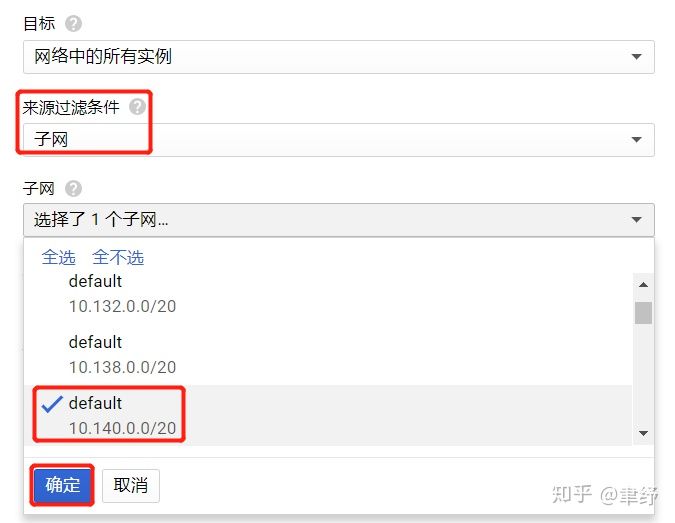 目标
网络中的所有实例
来源过滤条件
子网
子网
选择了 1 个子网...
全选 全不选
default
10.132.0.0/20
default
10.138.0.0/20
default
10.140.0.0/20
确定 取消
知乎 @聿纾